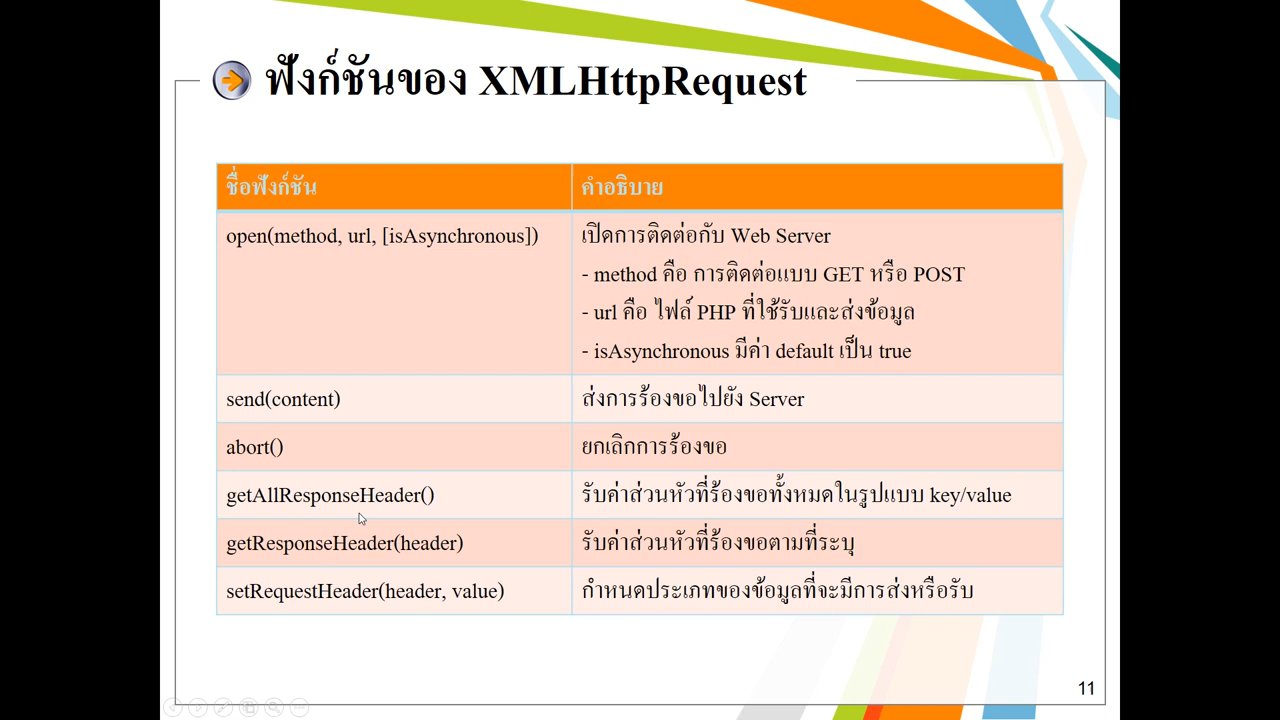 ฟังก์ชันของ XMLHttpRequest
ชื่อฟังก์ชัน
คำอธิบาย
open(method, url, [isAsynchronous])
เปิดการติดต่อกับ Web Server
- method คือ การติดต่อแบบ GET หรือ POST
- url คือ ไฟล์ PHP ที่ใช้รับและส่งข้อมูล
- isAsynchronous มีค่า default เป็น true
send(content)
ส่งการร้องขอไปยัง Server
abort()
ยกเลิกการร้องขอ
getAllResponseHeader()
รับค่าส่วนหัวที่ร้องขอทั้งหมดในรูปแบบ key/value
getResponseHeader(header)
รับค่าส่วนหัวที่ร้องขอตามที่ระบุ
setRequestHeader(header, value)
กำหนดประเภทของข้อมูลที่จะมีการส่งหรือรับ
11